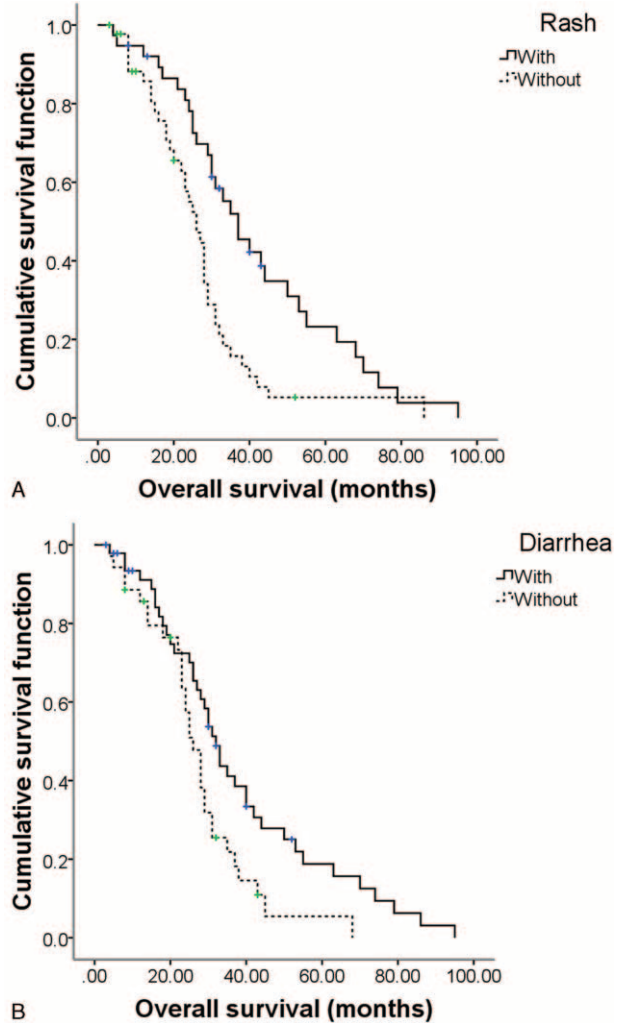 Rash
With
Without
Cumulative survival function
1.0
0.8
0.6
0.4
0.2
0.0
.00 20.00 40.00 60.00 80.00 100.00
Overall survival (months)
A
Diarrhea
With
Without
Cumulative survival function
1.0
0.8
0.6
0.4
0.2
0.0
.00 20.00 40.00 60.00 80.00 100.00
Overall survival (months)
B